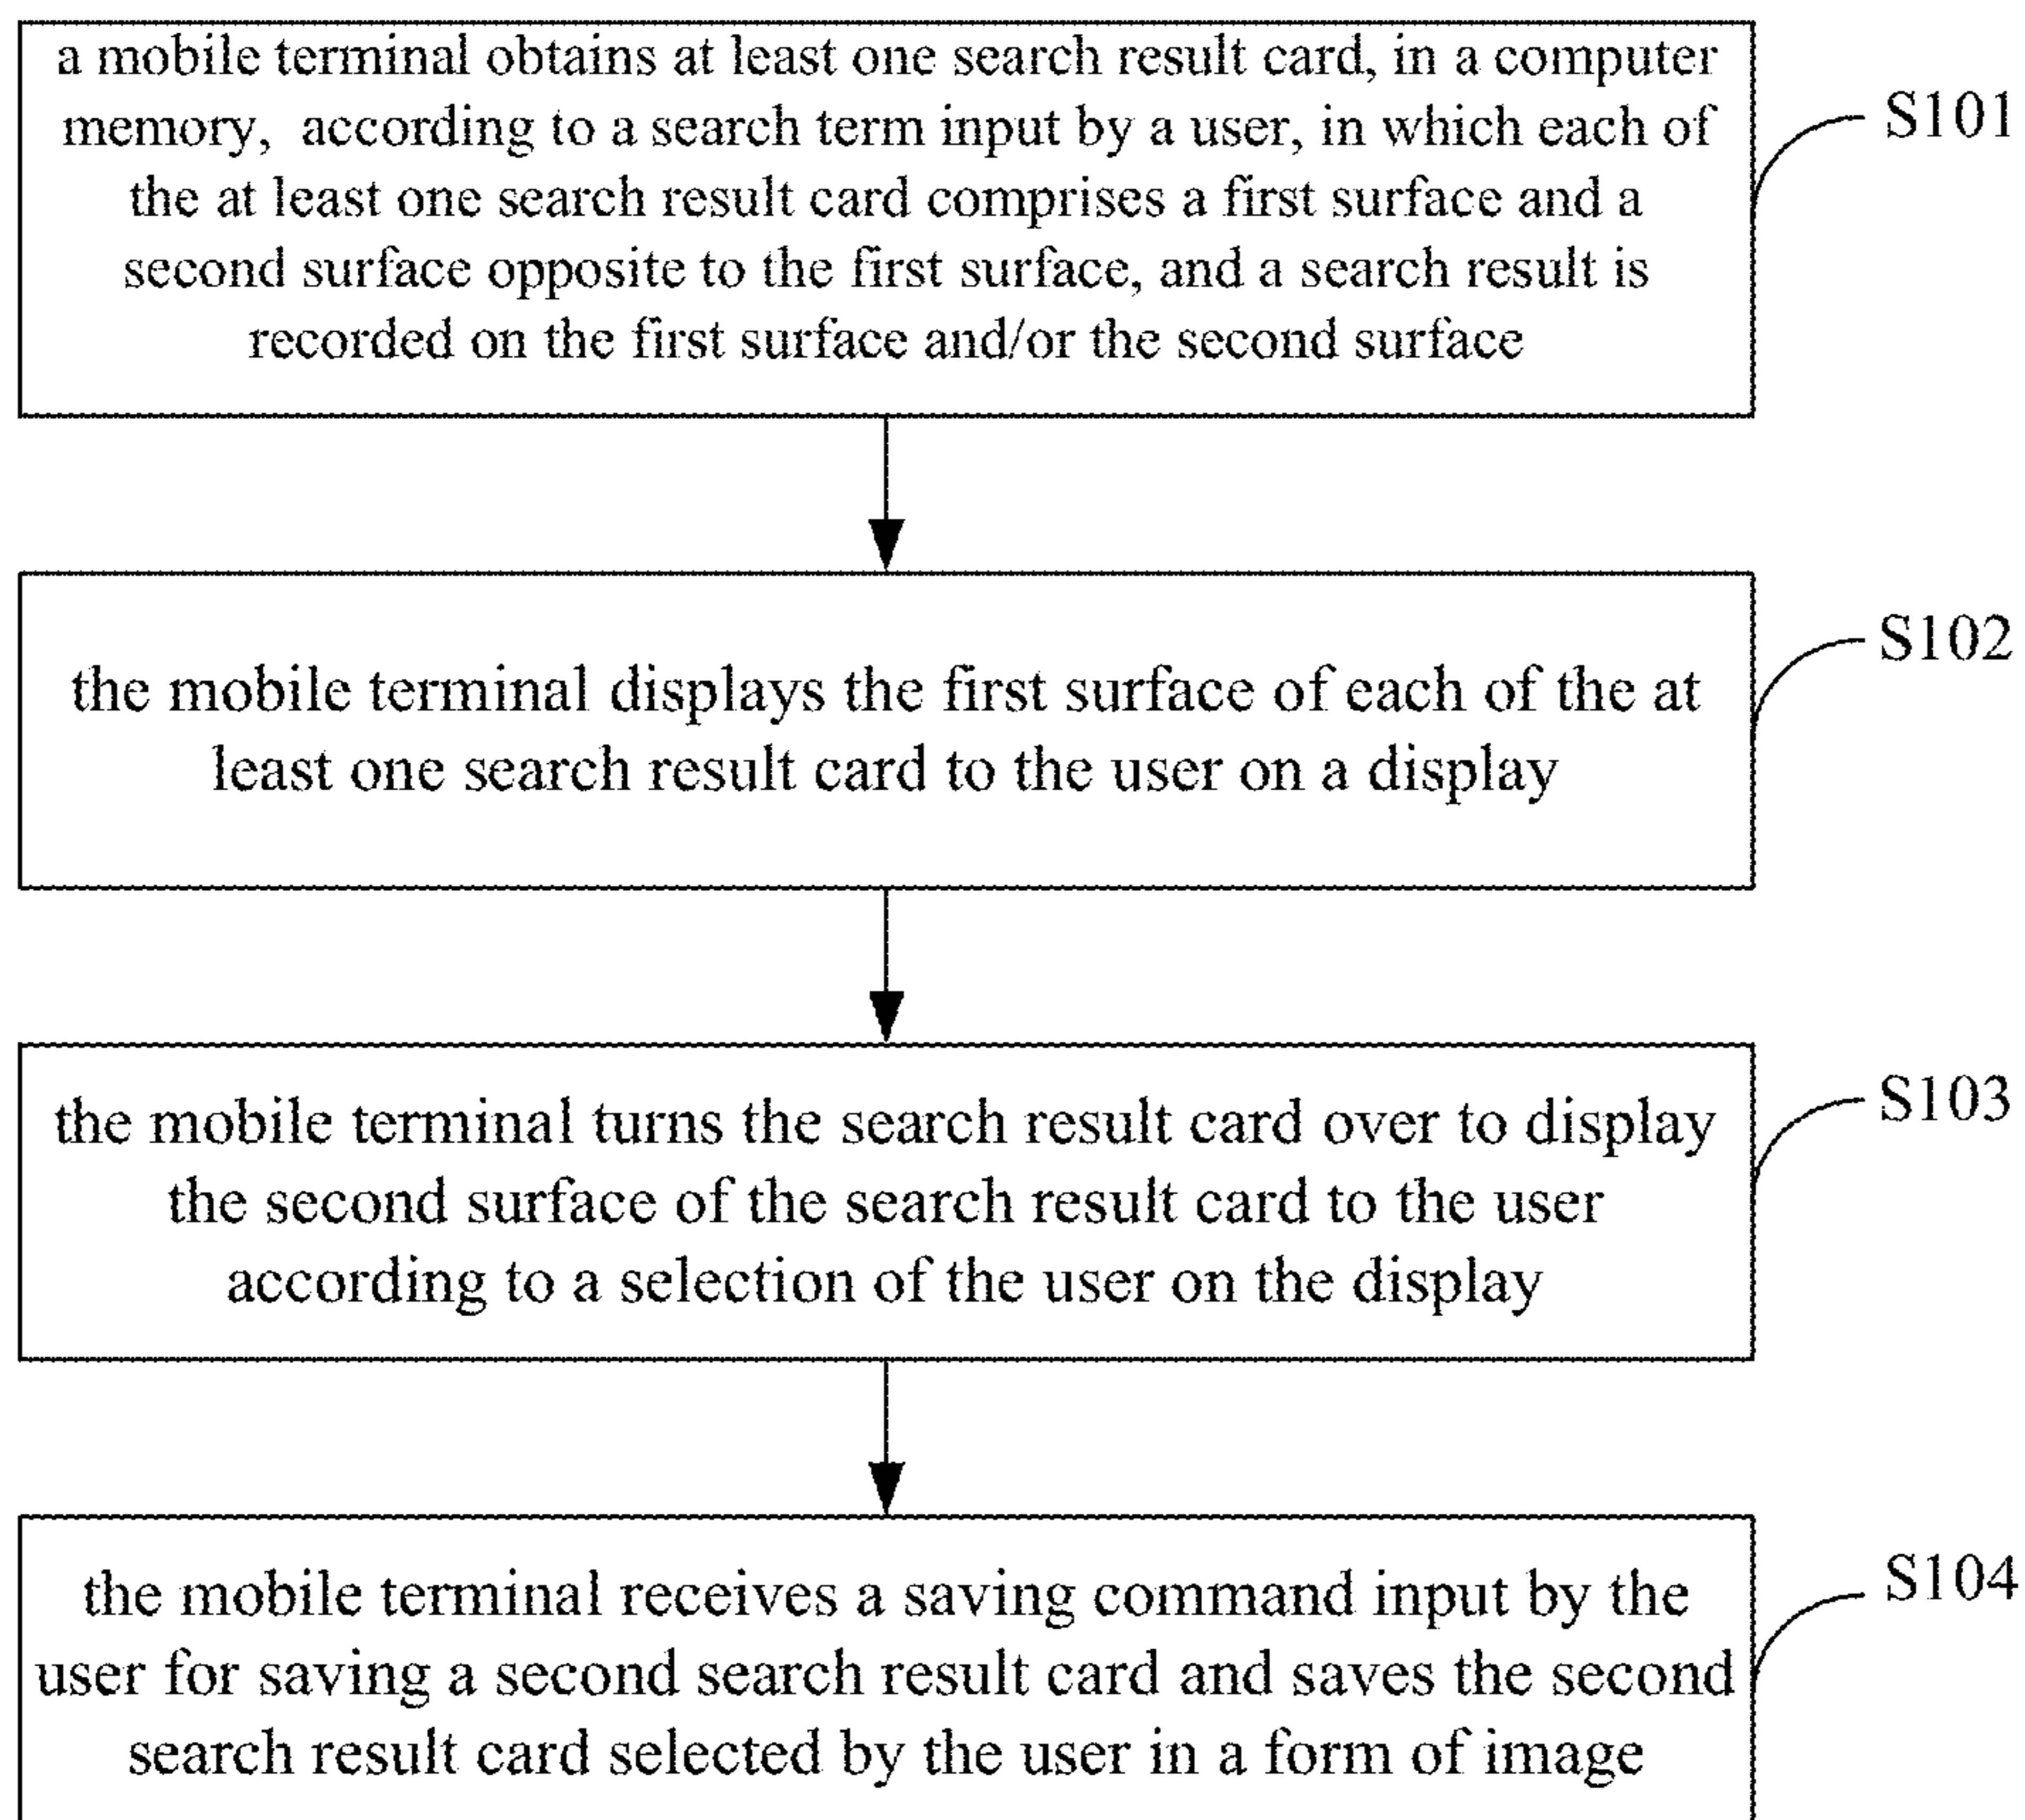 a mobile terminal obtains at least one search result card, in a computer
memory, according to a search term input by a user, in which each of
the at least one search result card comprises a first surface and a
second surface opposite to the first surface, and a search result is
recorded on the first surface and/or the second surface
S101
the mobile terminal displays the first surface of each of the at
least one search result card to the user on a display
S102
the mobile terminal turns the search result card over to display
the second surface of the search result card to the user
according to a selection of the user on the display
S103
the mobile terminal receives a saving command input by the
user for saving a second search result card and saves the second
search result card selected by the user in a form of image
S104